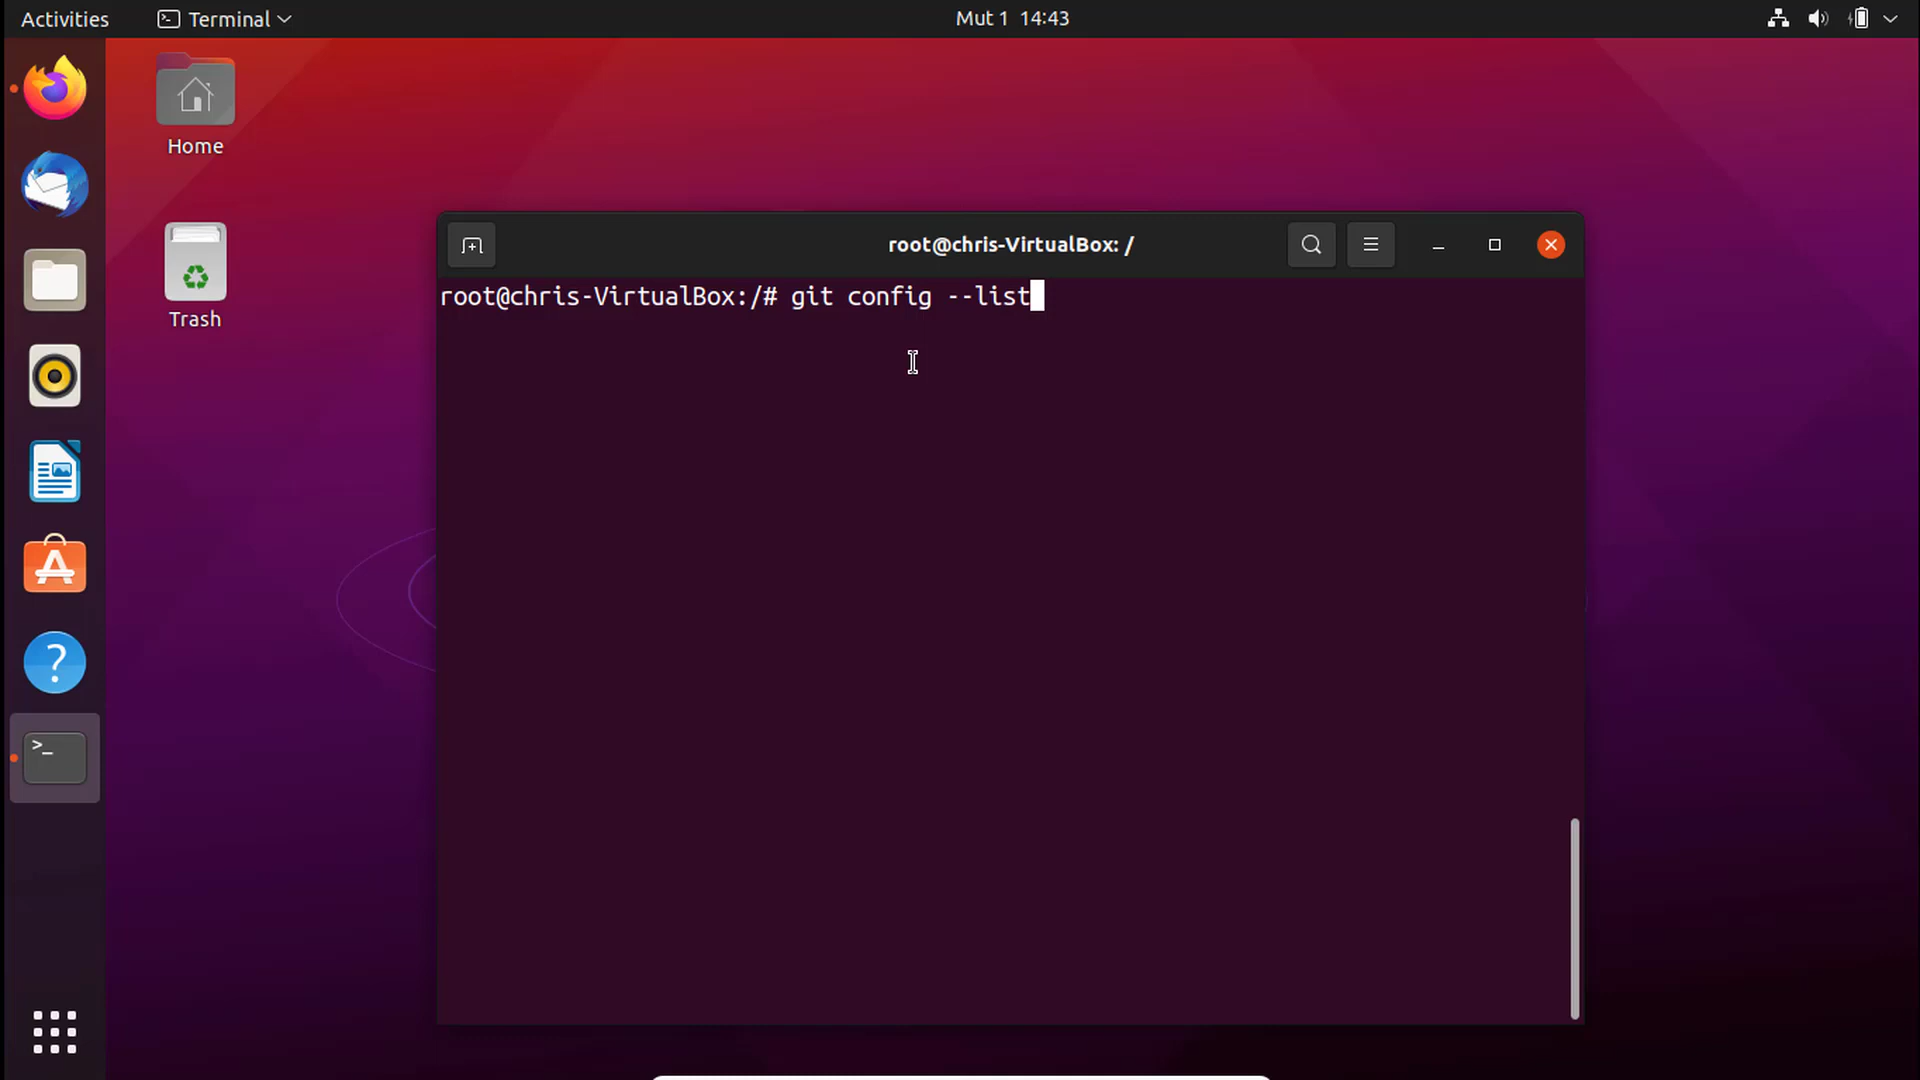 Activities
Terminal
Mut 1 14:43
Home
Trash
root@chris-VirtualBox: /
root@chris-VirtualBox:/# git config --list